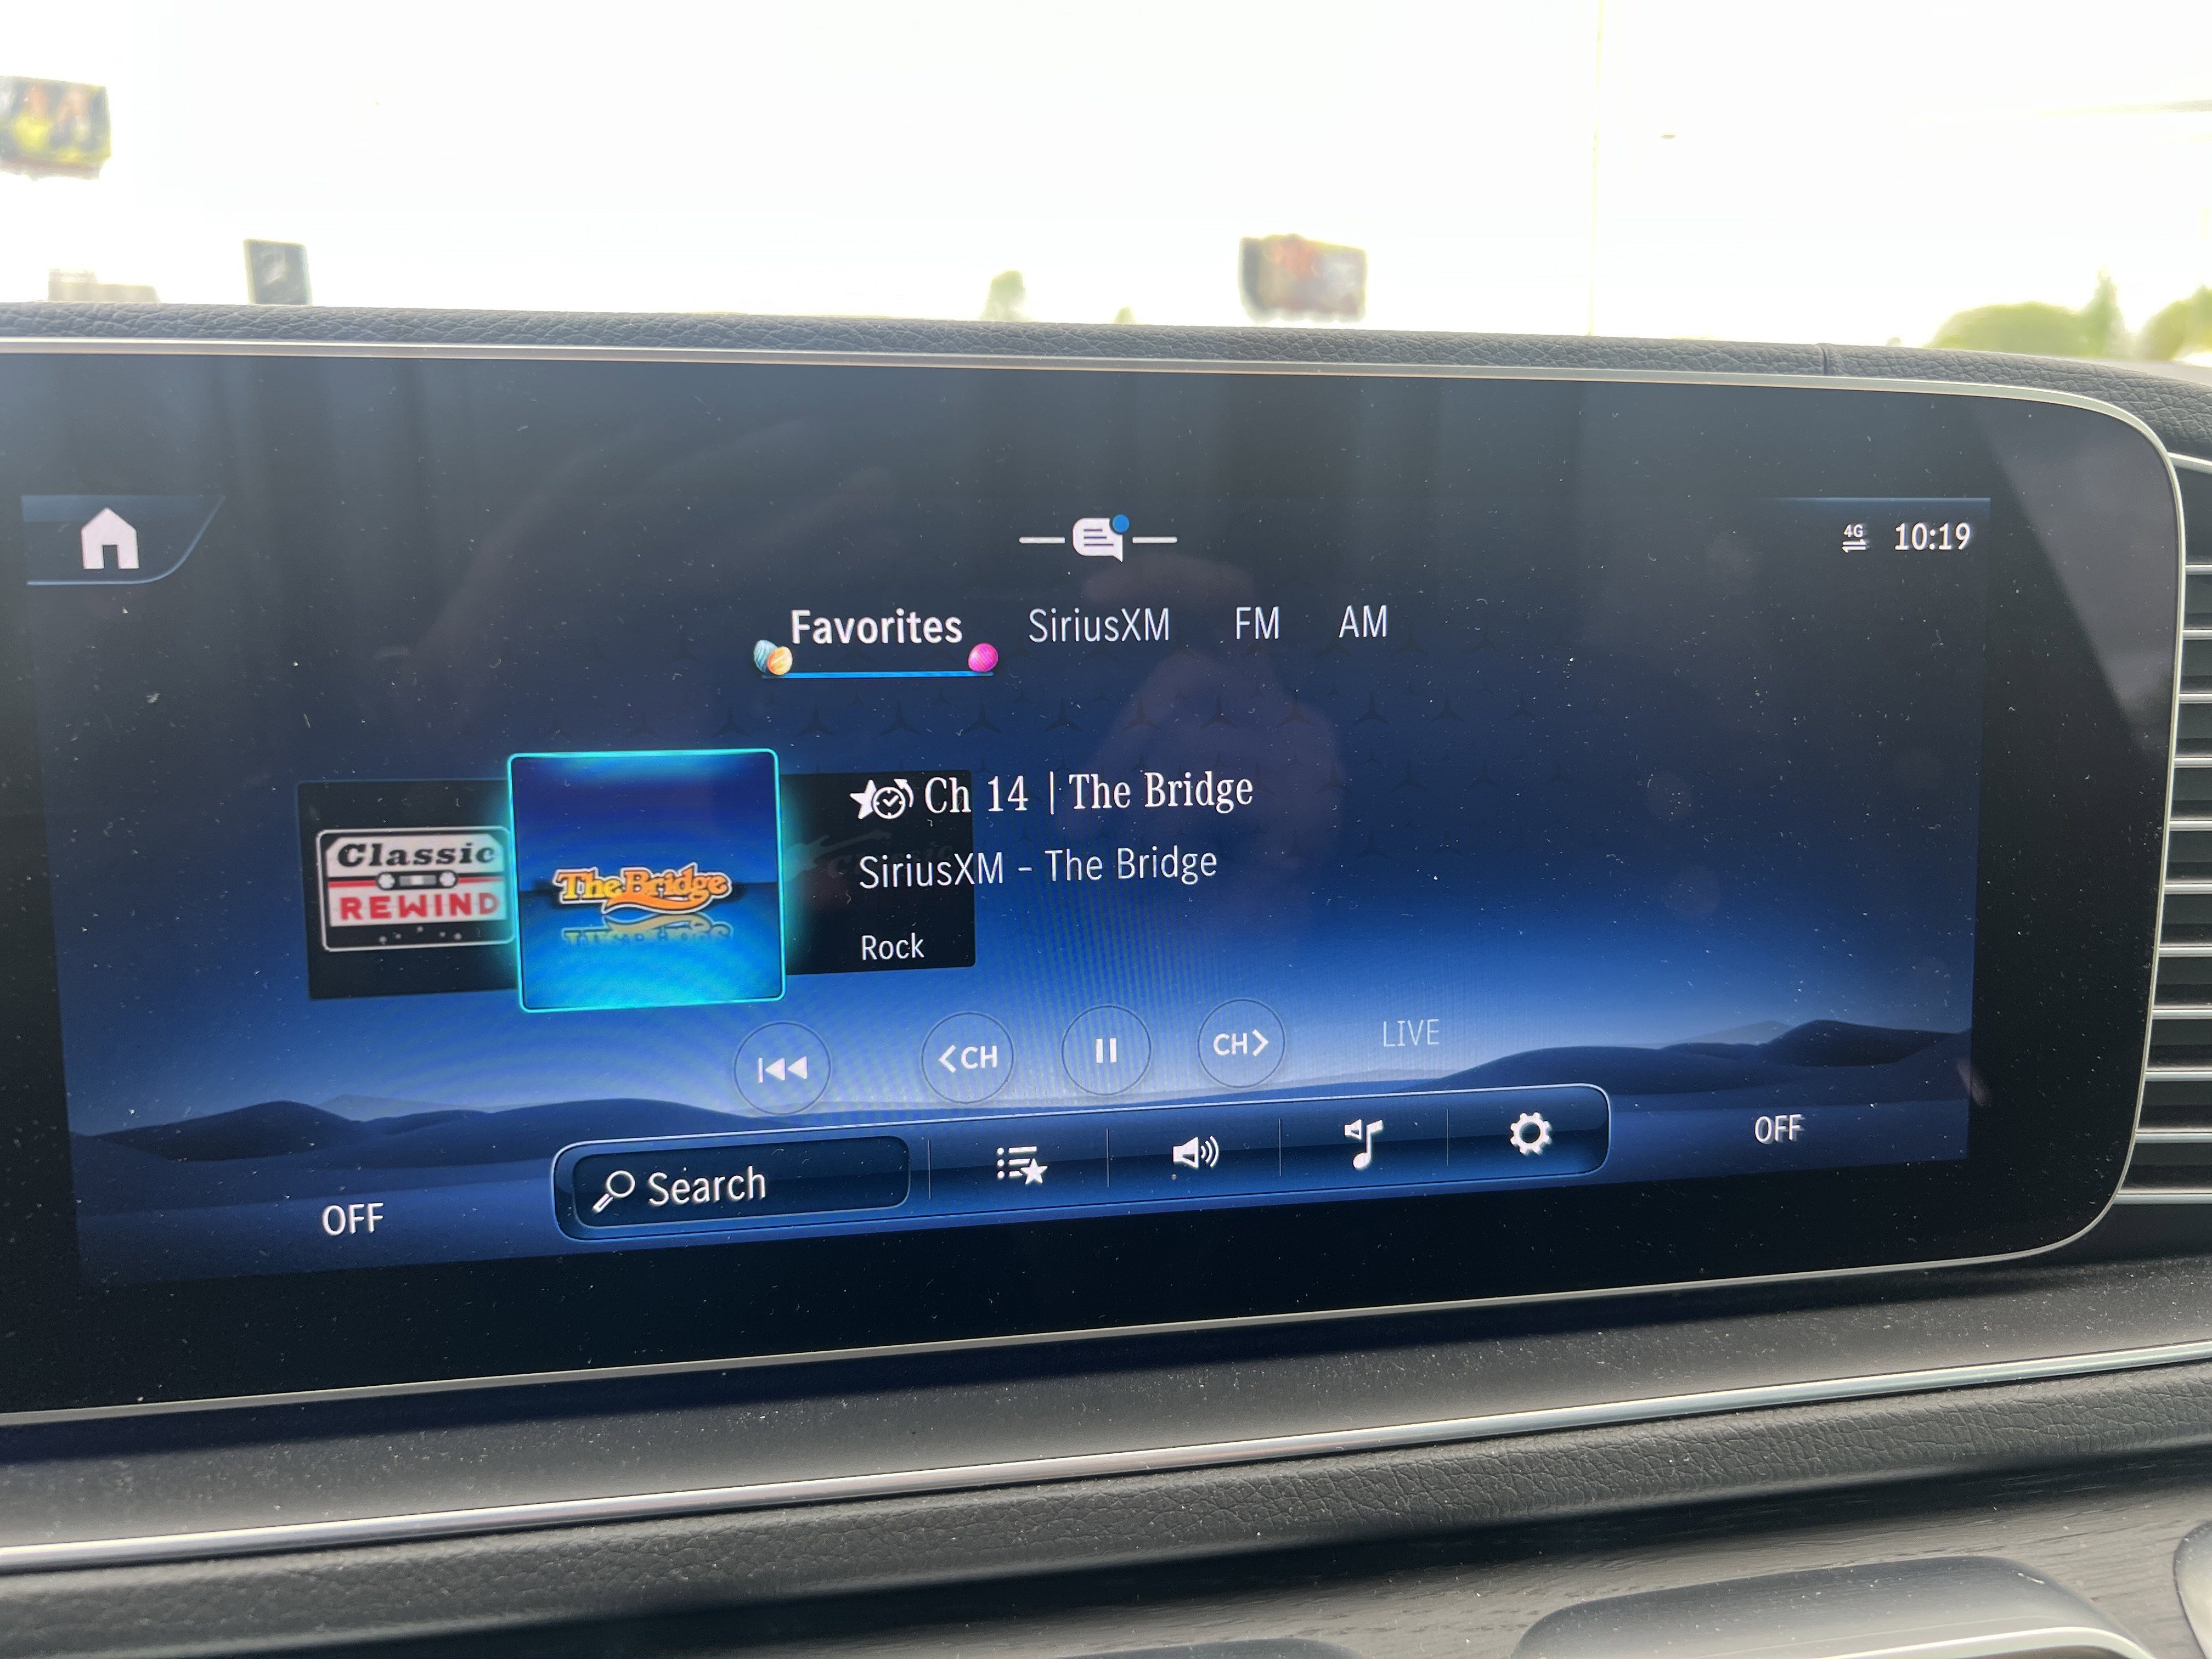 4G 10:19
Favorites SiriusXM FM AM
Ch 14 | The Bridge
SiriusXM – The Bridge
Rock
Classic
REWIND
The Bridge
<CH CH> LIVE
Search
OFF OFF